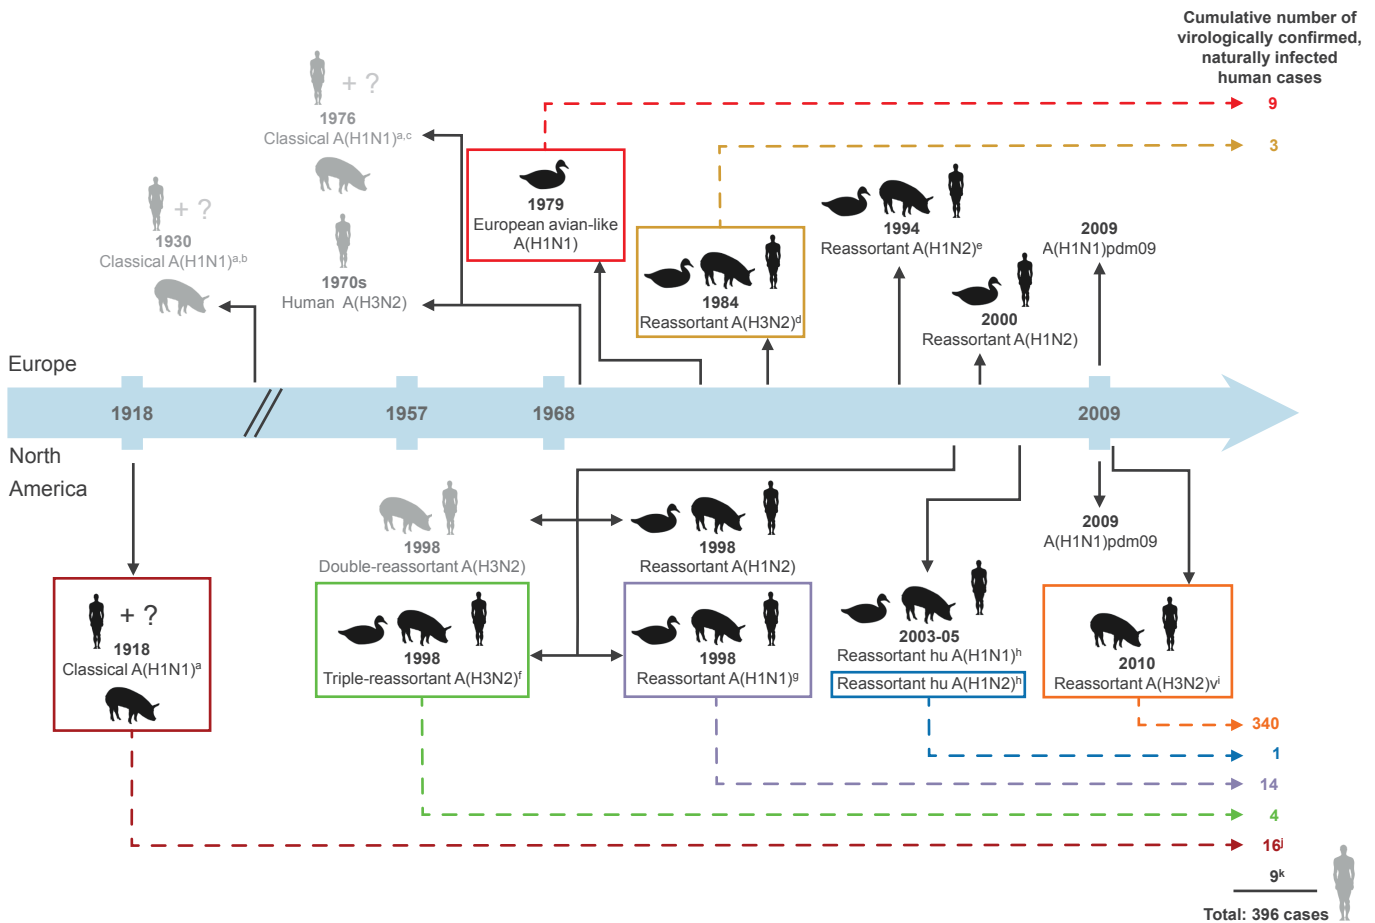 Cumulative number of
virologically confirmed,
naturally infected
human cases
9
3
+ ?
1976
Classical A(H1N1)a,c
+ ?
1930
Classical A(H1N1)a,b
1970s
Human A(H3N2)
1979
European avian-like
A(H1N1)
1984
Reassortant A(H3N2)d
1994
Reassortant A(H1N2)e
2000
Reassortant A(H1N2)
2009
A(H1N1)pdm09
Europe
1918
1957
1968
2009
North
America
+ ?
1918
Classical A(H1N1)a
1998
Double-reassortant A(H3N2)
1998
Triple-reassortant A(H3N2)f
1998
Reassortant A(H1N2)
1998
Reassortant A(H1N1)g
2003-05
Reassortant hu A(H1N1)h
Reassortant hu A(H1N2)h
2009
A(H1N1)pdm09
2010
Reassortant A(H3N2)vi
340
1
14
4
16j
9k
Total: 396 cases